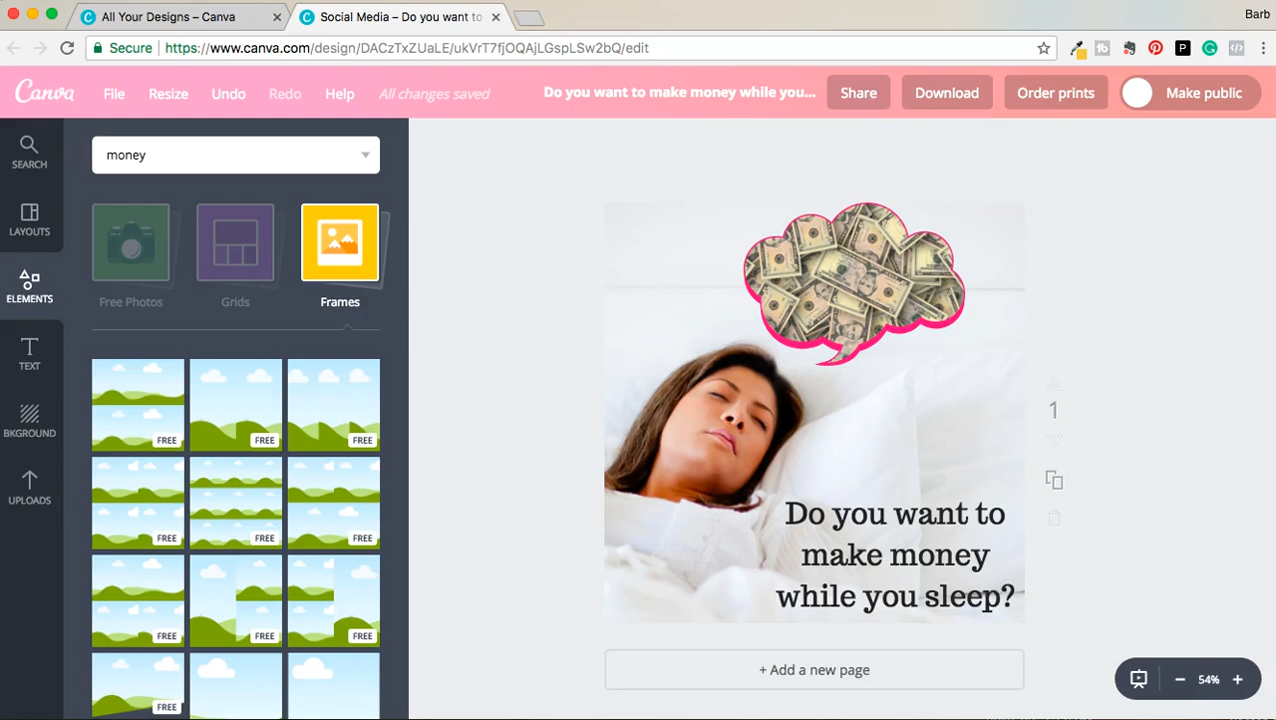 All Your Designs – Canva
Social Media – Do you want to
Barb
Secure https://www.canva.com/design/DACzTxZUaLE/ukVrT7fjOQAjLGspLSw2bQ/edit
Canva File Resize Undo Redo Help All changes saved Do you want to make money while you... Share Download Order prints Make public
SEARCH
LAYOUTS
ELEMENTS
TEXT
BKGROUND
UPLOADS
money
Free Photos Grids Frames
FREE FREE FREE
FREE FREE FREE
FREE FREE FREE
FREE
Do you want to
make money
while you sleep?
1
+ Add a new page
54%